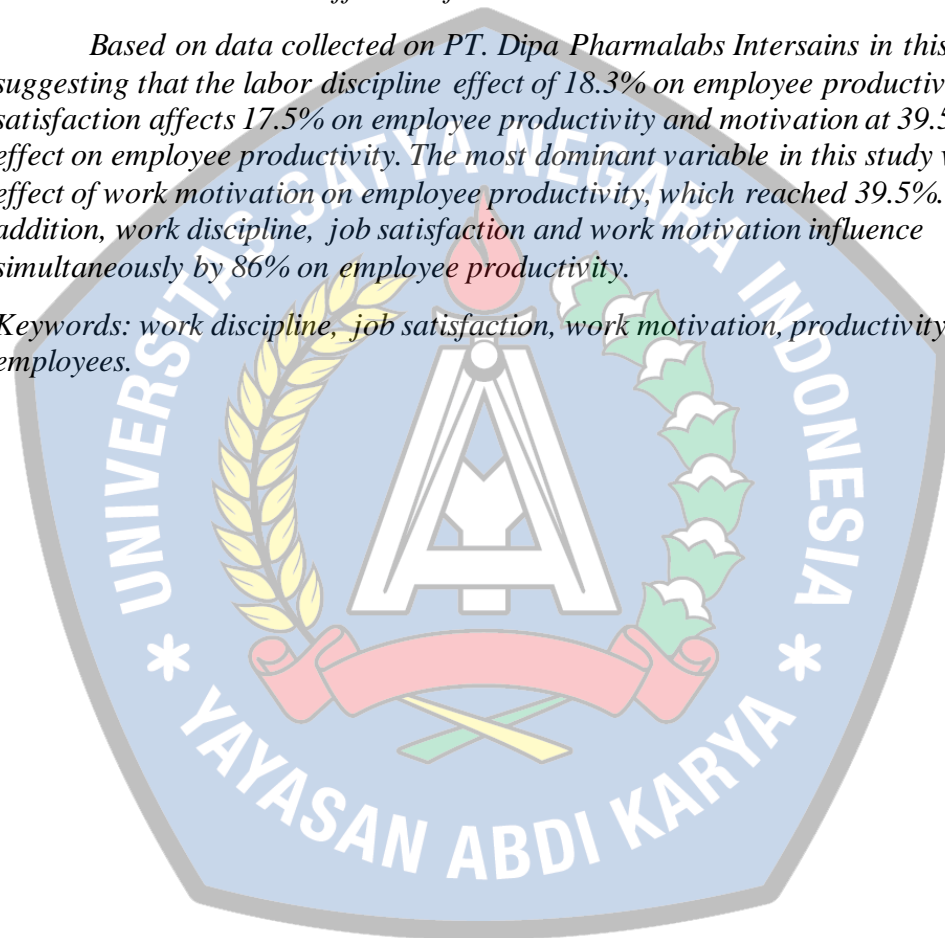 Based on data collected on PT. Dipa Pharmalabs Intersains in this
suggesting that the labor discipline effect of 18.3% on employee productiv
satisfaction affects 17.5% on employee productivity and motivation at 39.5
effect on employee productivity. The most dominant variable in this study
effect of work motivation on employee productivity, which reached 39.5%.
addition, work discipline, job satisfaction and work motivation influence
simultaneously by 86% on employee productivity.
Keywords: work discipline, job satisfaction, work motivation, productivity
employees.
UNIVERSITAS SATYA NEGARA INDONESIA
YAYASAN ABDI KARYA